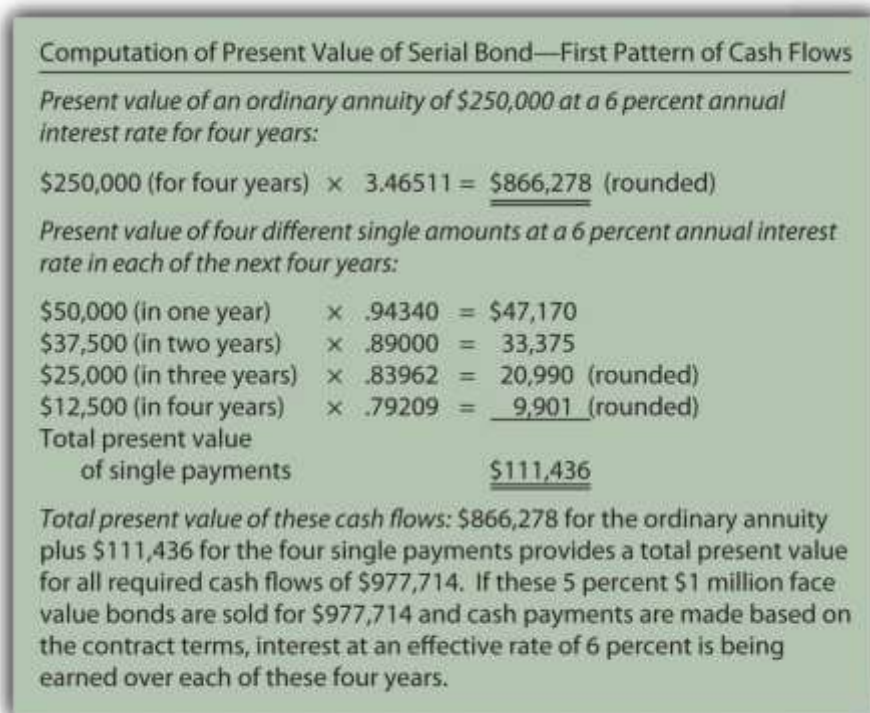 Computation of Present Value of Serial Bond—First Pattern of Cash Flows
Present value of an ordinary annuity of $250,000 at a 6 percent annual
interest rate for four years:
$250,000 (for four years) × 3.46511 = $866,278 (rounded)
Present value of four different single amounts at a 6 percent annual interest
rate in each of the next four years:
$50,000 (in one year) × .94340 = $47,170
$37,500 (in two years) × .89000 = 33,375
$25,000 (in three years) × .83962 = 20,990 (rounded)
$12,500 (in four years) × .79209 = 9,901 (rounded)
Total present value
of single payments $111,436
Total present value of these cash flows: $866,278 for the ordinary annuity
plus $111,436 for the four single payments provides a total present value
for all required cash flows of $977,714. If these 5 percent $1 million face
value bonds are sold for $977,714 and cash payments are made based on
the contract terms, interest at an effective rate of 6 percent is being
earned over each of these four years.